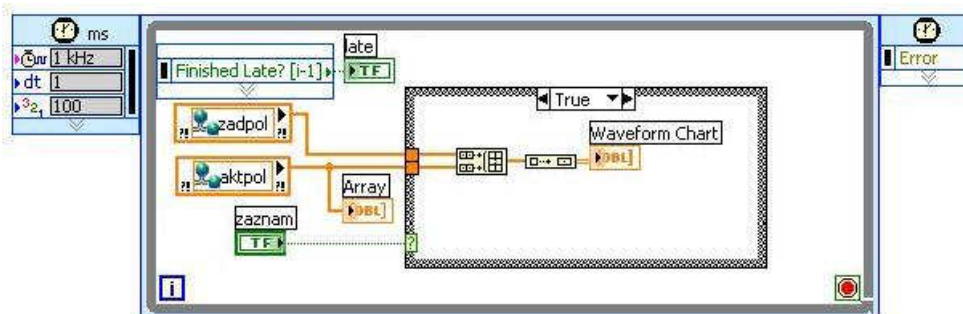 ms
1 kHz
dt 1
321 100
Finished Late? [i-1]
late
TF
True
zadpol
aktpol
Array
DBL]
zaznam
TF
?
Waveform Chart
DBL]
i
Error